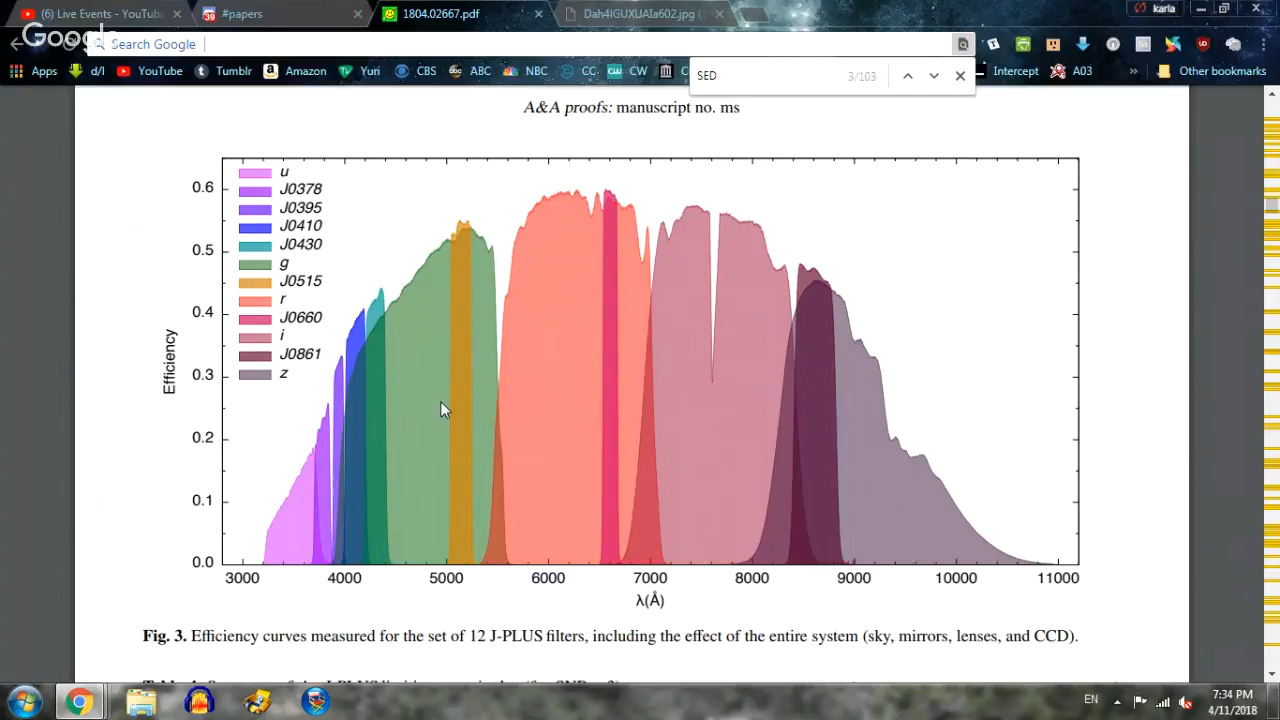 (1) Live Events - YouTube
39
#papers
1804.02667.pdf
Dah4IGUXUAIa602.jpg (
karla
Google
Search Google
Apps
d/l
YouTube
Tumblr
Amazon
Yuri
CBS
ABC
NBC
CC
CW
Intercept
A03
»
Other bookmarks
SED
3/103
A&A proofs: manuscript no. ms
u
J0378
J0395
J0410
J0430
g
J0515
r
J0660
i
J0861
z
Efficiency
0.6
0.5
0.4
0.3
0.2
0.1
0.0
3000 4000 5000 6000 7000 8000 9000 10000 11000
λ(Å)
Fig. 3. Efficiency curves measured for the set of 12 J-PLUS filters, including the effect of the entire system (sky, mirrors, lenses, and CCD).
EN
7:34 PM
4/11/2018